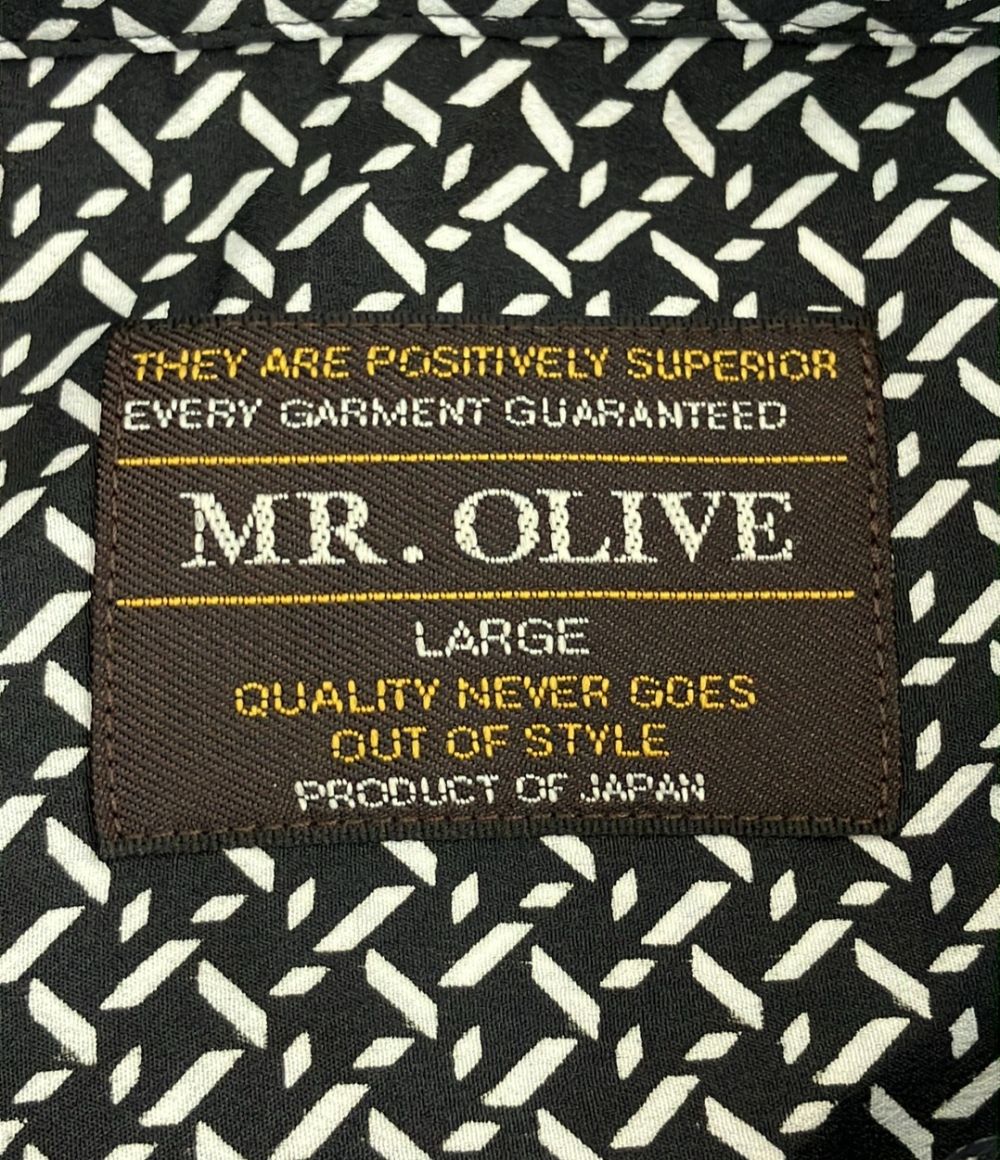 THEY ARE POSITIVELY SUPERIOR
EVERY GARMENT GUARANTEED
MR. OLIVE
LARGE
QUALITY NEVER GOES
OUT OF STYLE
PRODUCT OF JAPAN